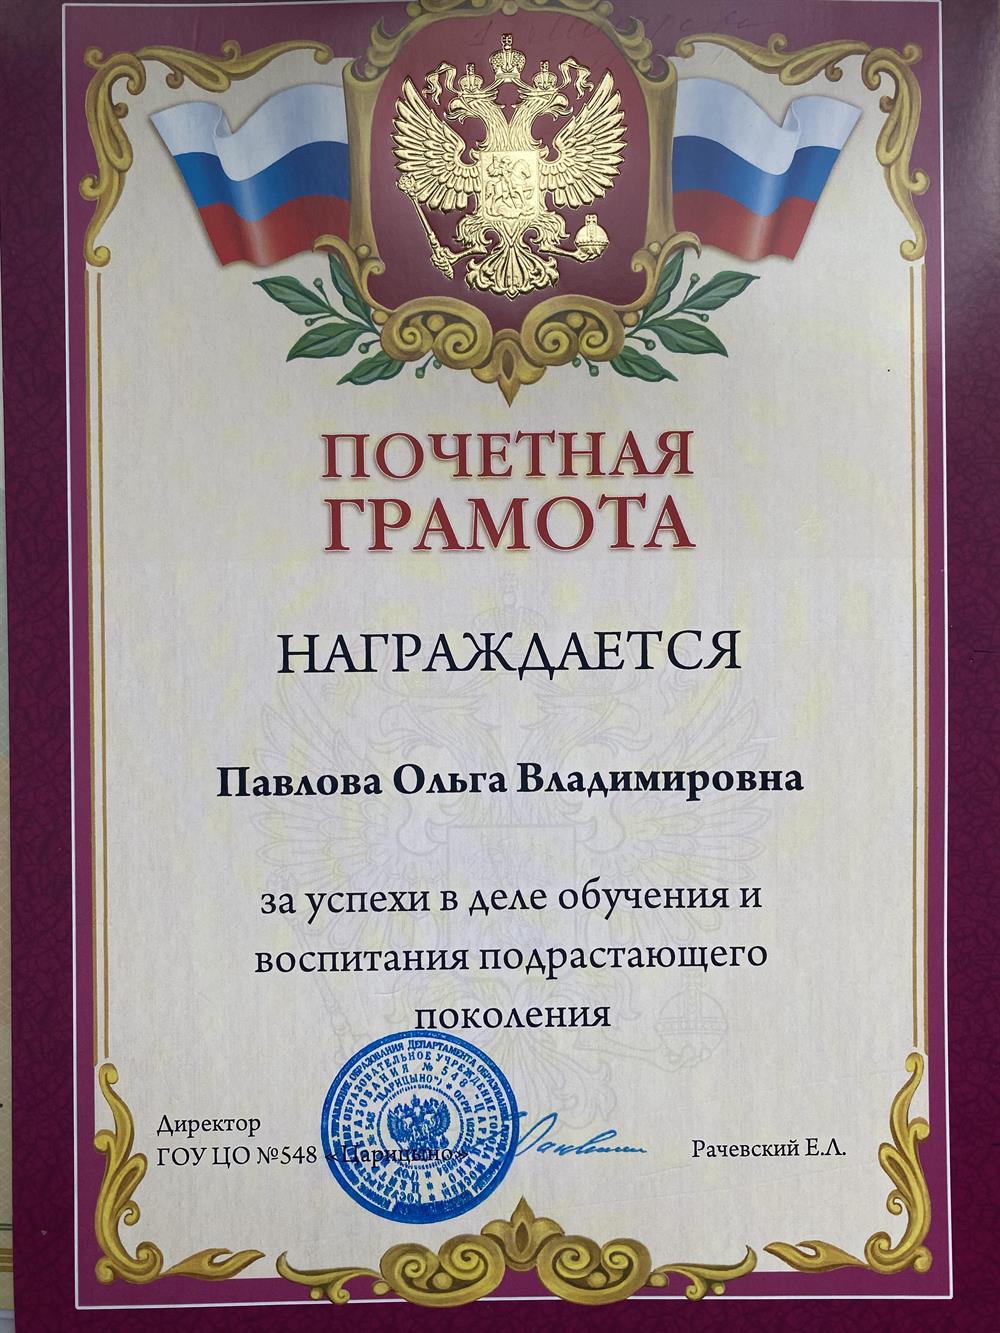 ПОЧЕТНАЯ
ГРАМОТА
НАГРАЖДАЕТСЯ
Павлова Ольга Владимировна
за успехи в деле обучения и
воспитания подрастающего
поколения
Директор
ГОУ ЦО №548 «Царицыно»
Рачевский Е.Л.